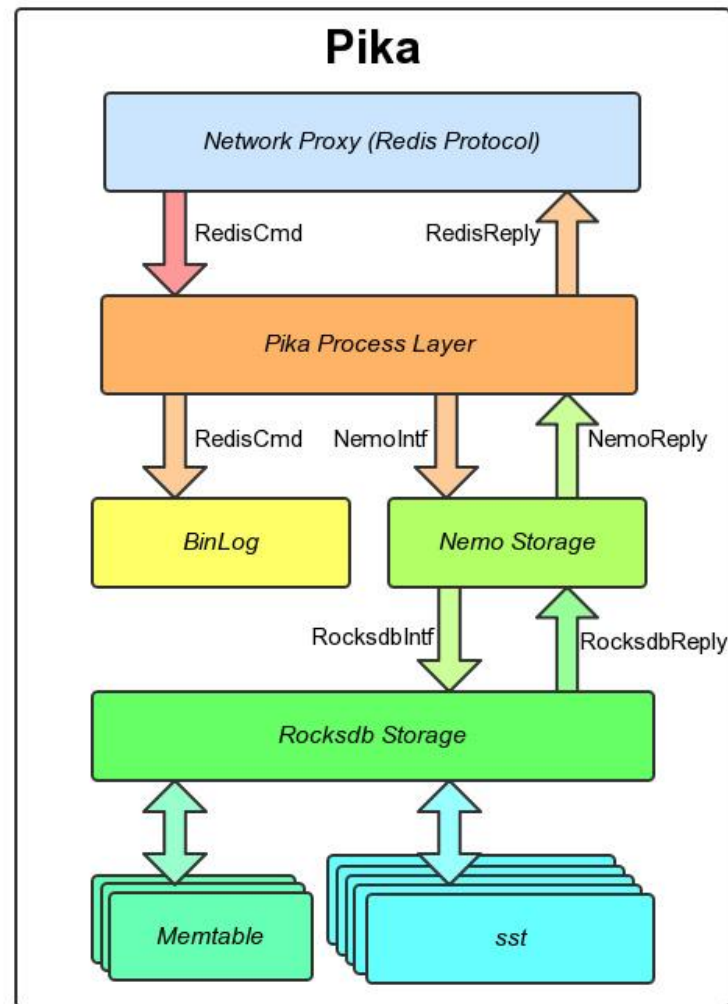 Pika
Network Proxy (Redis Protocol)
RedisCmd
RedisReply
Pika Process Layer
RedisCmd
NemoIntf
NemoReply
BinLog
Nemo Storage
RocksdbIntf
RocksdbReply
Rocksdb Storage
Memtable
sst